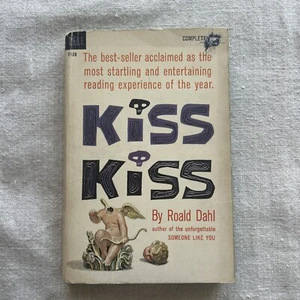 F128
COMPLETE
The best-seller acclaimed as the
most startling and entertaining
reading experience of the year.
KISS
KISS
By Roald Dahl
author of the unforgettable
SOMEONE LIKE YOU